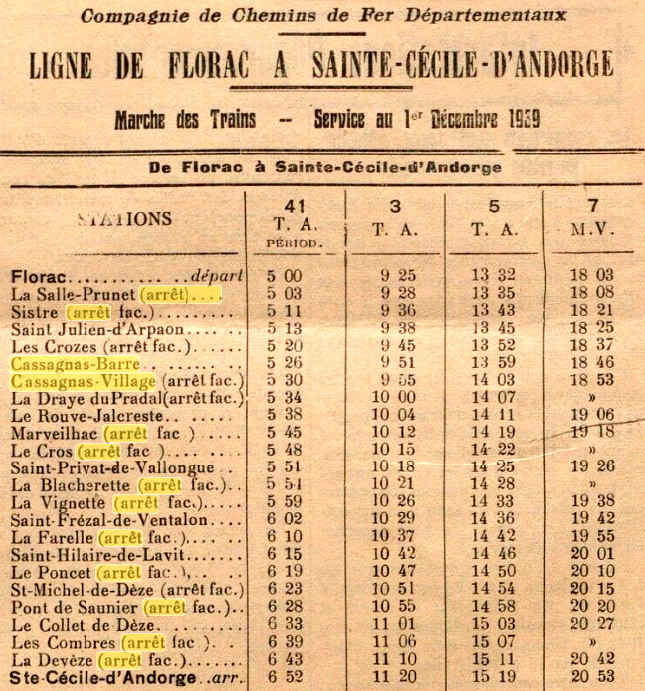 Compagnie de Chemins de Fer Départementaux
LIGNE DE FLORAC A SAINTE-CÉCILE-D'ANDORGE
Marche des Trains -- Service au 1er Décembre 1939
De Florac à Sainte-Cécile-d'Andorge
STATIONS 41 T. A. PÉRIOD. 3 T. A. 5 T. A. 7 M.V.
Florac.......... ..départ 5 00 9 25 13 32 18 03
La Salle-Prunet (arrêt).... 5 03 9 28 13 35 18 08
Sistre (arrêt fac.)......... 5 11 9 36 13 43 18 21
Saint Julien-d'Arpaon.... 5 13 9 38 13 45 18 25
Les Crozes (arrêt fac.).... 5 20 9 45 13 52 18 37
Cassagnas-Barre.. ...... .. 5 26 9 51 13 59 18 46
Cassagnas-Village (arrêt fac.) 5 30 9 55 14 03 18 53
La Draye du Pradal(arrêt fac.) 5 34 10 00 14 07 »
Le Rouve-Jalcreste.. ..... 5 38 10 04 14 11 19 06
Marveilhac (arrêt fac ) ..... 5 45 10 12 14 19 19 18
Le Cros (arrêt fac )........ 5 48 10 15 14 22 »
Saint-Privat-de-Vallongue .. 5 51 10 18 14 25 19 26
La Blacherette (arrêt fac.).. 5 54 10 21 14 28 »
La Vignette (arrêt fac.)..... 5 59 10 26 14 33 19 38
Saint-Frézal-de-Ventalon.... 6 02 10 29 14 36 19 42
La Farelle (arrêt fac.).... 6 10 10 37 14 42 19 55
Saint-Hilaire-de-Lavit...... 6 15 10 42 14 46 20 01
Le Poncet (arrêt fac.),.. .. 6 19 10 47 14 50 20 10
St-Michel-de-Dèze (arrêt fac.) 6 23 10 51 14 54 20 15
Pont de Saunier (arrêt fac.).. 6 28 10 55 14 58 20 20
Le Collet de Dèze.......... 6 33 11 01 15 03 20 27
Les Combres (arrêt fac ). .. 6 39 11 06 15 07 »
La Devèze (arrêt fac.)...... 6 43 11 10 15 11 20 42
Ste-Cécile-d'Andorge ..arr.. 6 52 11 20 15 19 20 53